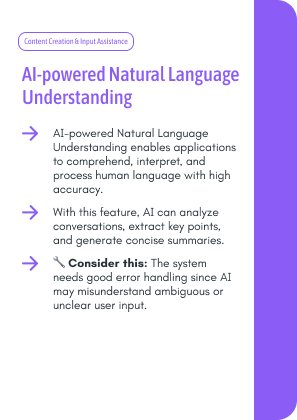 Content Creation & Input Assistance
AI-powered Natural Language
Understanding
AI-powered Natural Language
Understanding enables applications
to comprehend, interpret, and
process human language with high
accuracy.
With this feature, AI can analyze
conversations, extract key points,
and generate concise summaries.
🔧 Consider this: The system
needs good error handling since AI
may misunderstand ambiguous or
unclear user input.